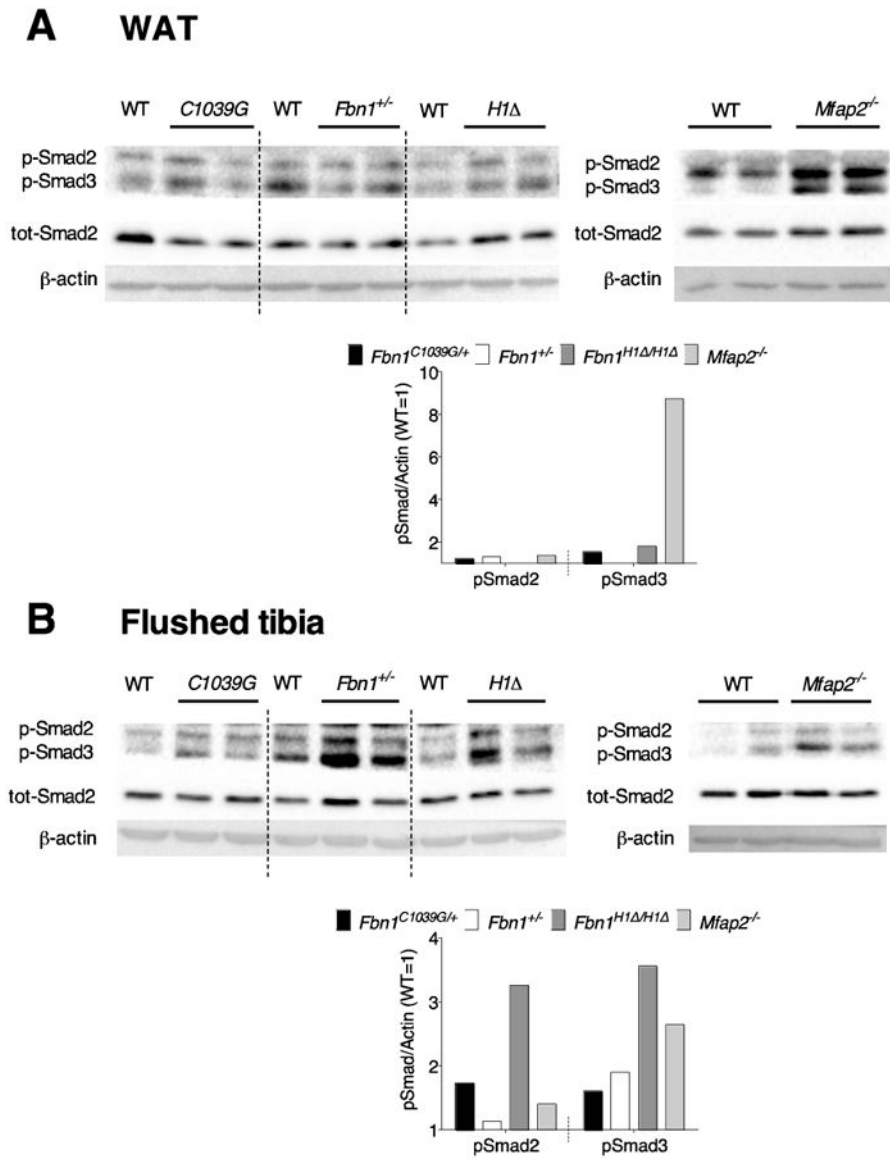 A WAT
WT C1039G WT Fbn1+/- WT H1Δ WT Mfap2-/-
p-Smad2
p-Smad3
tot-Smad2
β-actin
p-Smad2
p-Smad3
tot-Smad2
β-actin
Fbn1C1039G/+ Fbn1+/- Fbn1H1Δ/H1Δ Mfap2-/-
pSmad/Actin (WT=1)
10
8
6
4
2
pSmad2 pSmad3
B Flushed tibia
WT C1039G WT Fbn1+/- WT H1Δ WT Mfap2-/-
p-Smad2
p-Smad3
tot-Smad2
β-actin
p-Smad2
p-Smad3
tot-Smad2
β-actin
Fbn1C1039G/+ Fbn1+/- Fbn1H1Δ/H1Δ Mfap2-/-
pSmad/Actin (WT=1)
4
3
2
1
pSmad2 pSmad3